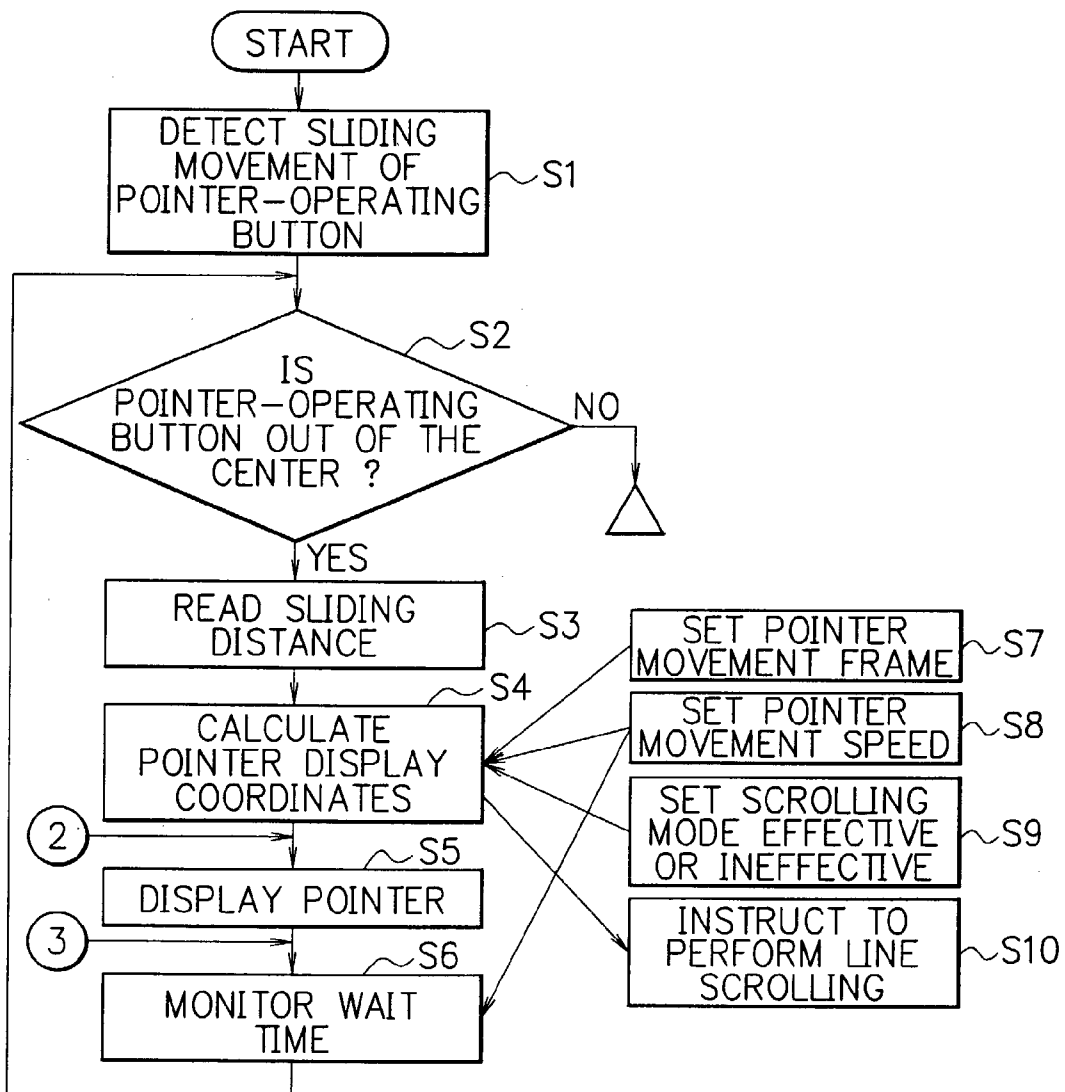 START
DETECT SLIDING
MOVEMENT OF
POINTER-OPERATING
BUTTON
S1
S2
IS
POINTER-OPERATING
BUTTON OUT OF THE
CENTER ?
NO
YES
READ SLIDING
DISTANCE
S3
S4
CALCULATE
POINTER DISPLAY
COORDINATES
2
S5
DISPLAY POINTER
3
S6
MONITOR WAIT
TIME
SET POINTER
MOVEMENT FRAME
S7
SET POINTER
MOVEMENT SPEED
S8
SET SCROLLING
MODE EFFECTIVE
OR INEFFECTIVE
S9
INSTRUCT TO
PERFORM LINE
SCROLLING
S10